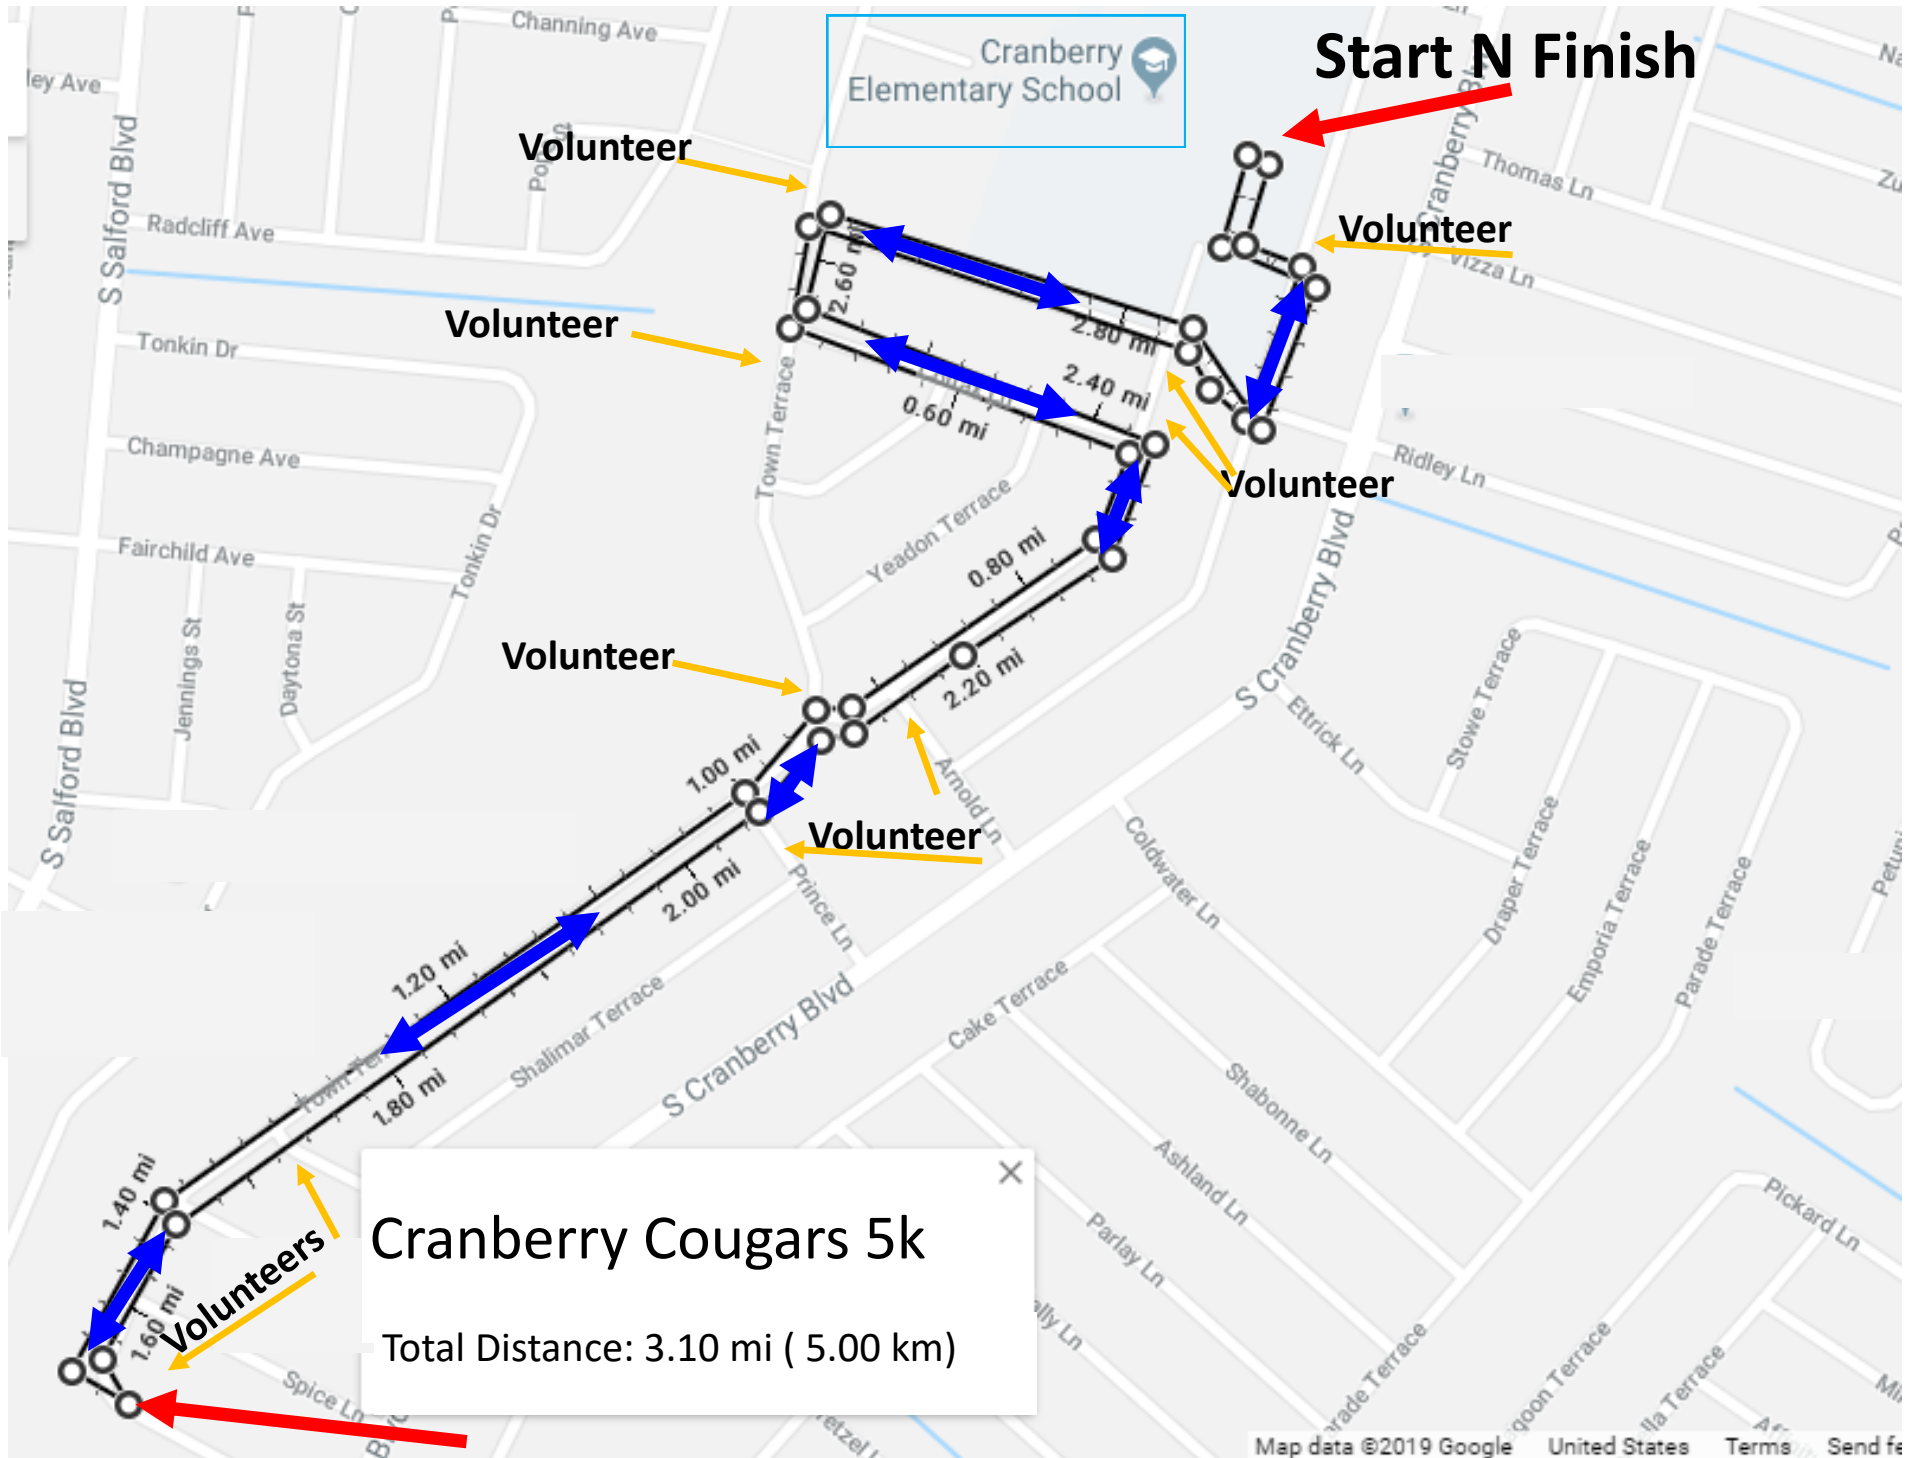 Channing Ave
ley Ave
Cranberry
Elementary School
Start N Finish
S Cranberry Blvd
Thomas Ln
Volunteer
S Salford Blvd
Radcliff Ave
Volunteer
Vizza Ln
2.60 mi
2.80 mi
Volunteer
Tonkin Dr
2.40 mi
0.60 mi
Town Terrace
Champagne Ave
Ridley Ln
Volunteer
Yeadon Terrace
Tonkin Dr
Fairchild Ave
0.80 mi
S Cranberry Blvd
Jennings St
Daytona St
Volunteer
2.20 mi
Stowe Terrace
Ettrick Ln
S Salford Blvd
1.00 mi
Arnold Ln
Volunteer
Coldwater Ln
Draper Terrace
Emporia Terrace
Parade Terrace
2.00 mi
Prince Ln
1.20 mi
Shalimar Terrace
S Cranberry Blvd
Cake Terrace
1.80 mi
Shabonne Ln
Ashland Ln
Parlay Ln
Pickard Ln
1.40 mi
Volunteers
1.60 mi
Cranberry Cougars 5k
Total Distance: 3.10 mi ( 5.00 km)
Spice Ln
Map data ©2019 Google United States Terms Send fe